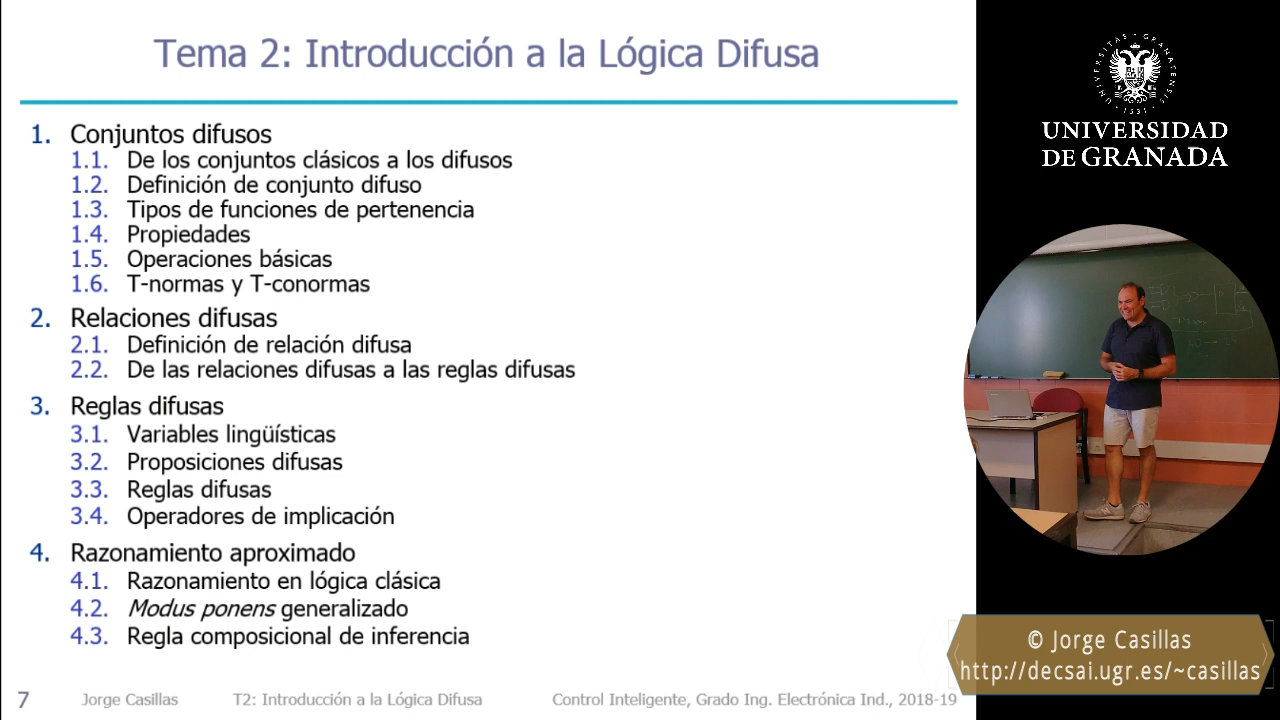 Tema 2: Introducción a la Lógica Difusa
1. Conjuntos difusos
1.1. De los conjuntos clásicos a los difusos
1.2. Definición de conjunto difuso
1.3. Tipos de funciones de pertenencia
1.4. Propiedades
1.5. Operaciones básicas
1.6. T-normas y T-conormas
2. Relaciones difusas
2.1. Definición de relación difusa
2.2. De las relaciones difusas a las reglas difusas
3. Reglas difusas
3.1. Variables lingüísticas
3.2. Proposiciones difusas
3.3. Reglas difusas
3.4. Operadores de implicación
4. Razonamiento aproximado
4.1. Razonamiento en lógica clásica
4.2. Modus ponens generalizado
4.3. Regla composicional de inferencia
7 Jorge Casillas T2: Introducción a la Lógica Difusa Control Inteligente, Grado Ing. Electrónica Ind., 2018-19
UNIVERSITAS · GRANATENSIS · 1531 ·
UNIVERSIDAD
DE GRANADA
© Jorge Casillas
http://decsai.ugr.es/~casillas